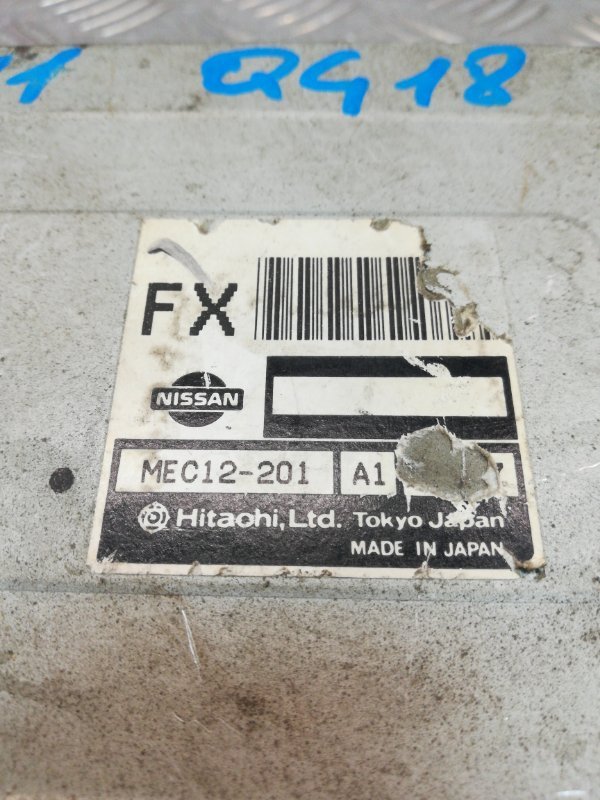 QG18
FX
NISSAN
MEC12-201 A1
Hitachi, Ltd. Tokyo Japan
MADE IN JAPAN